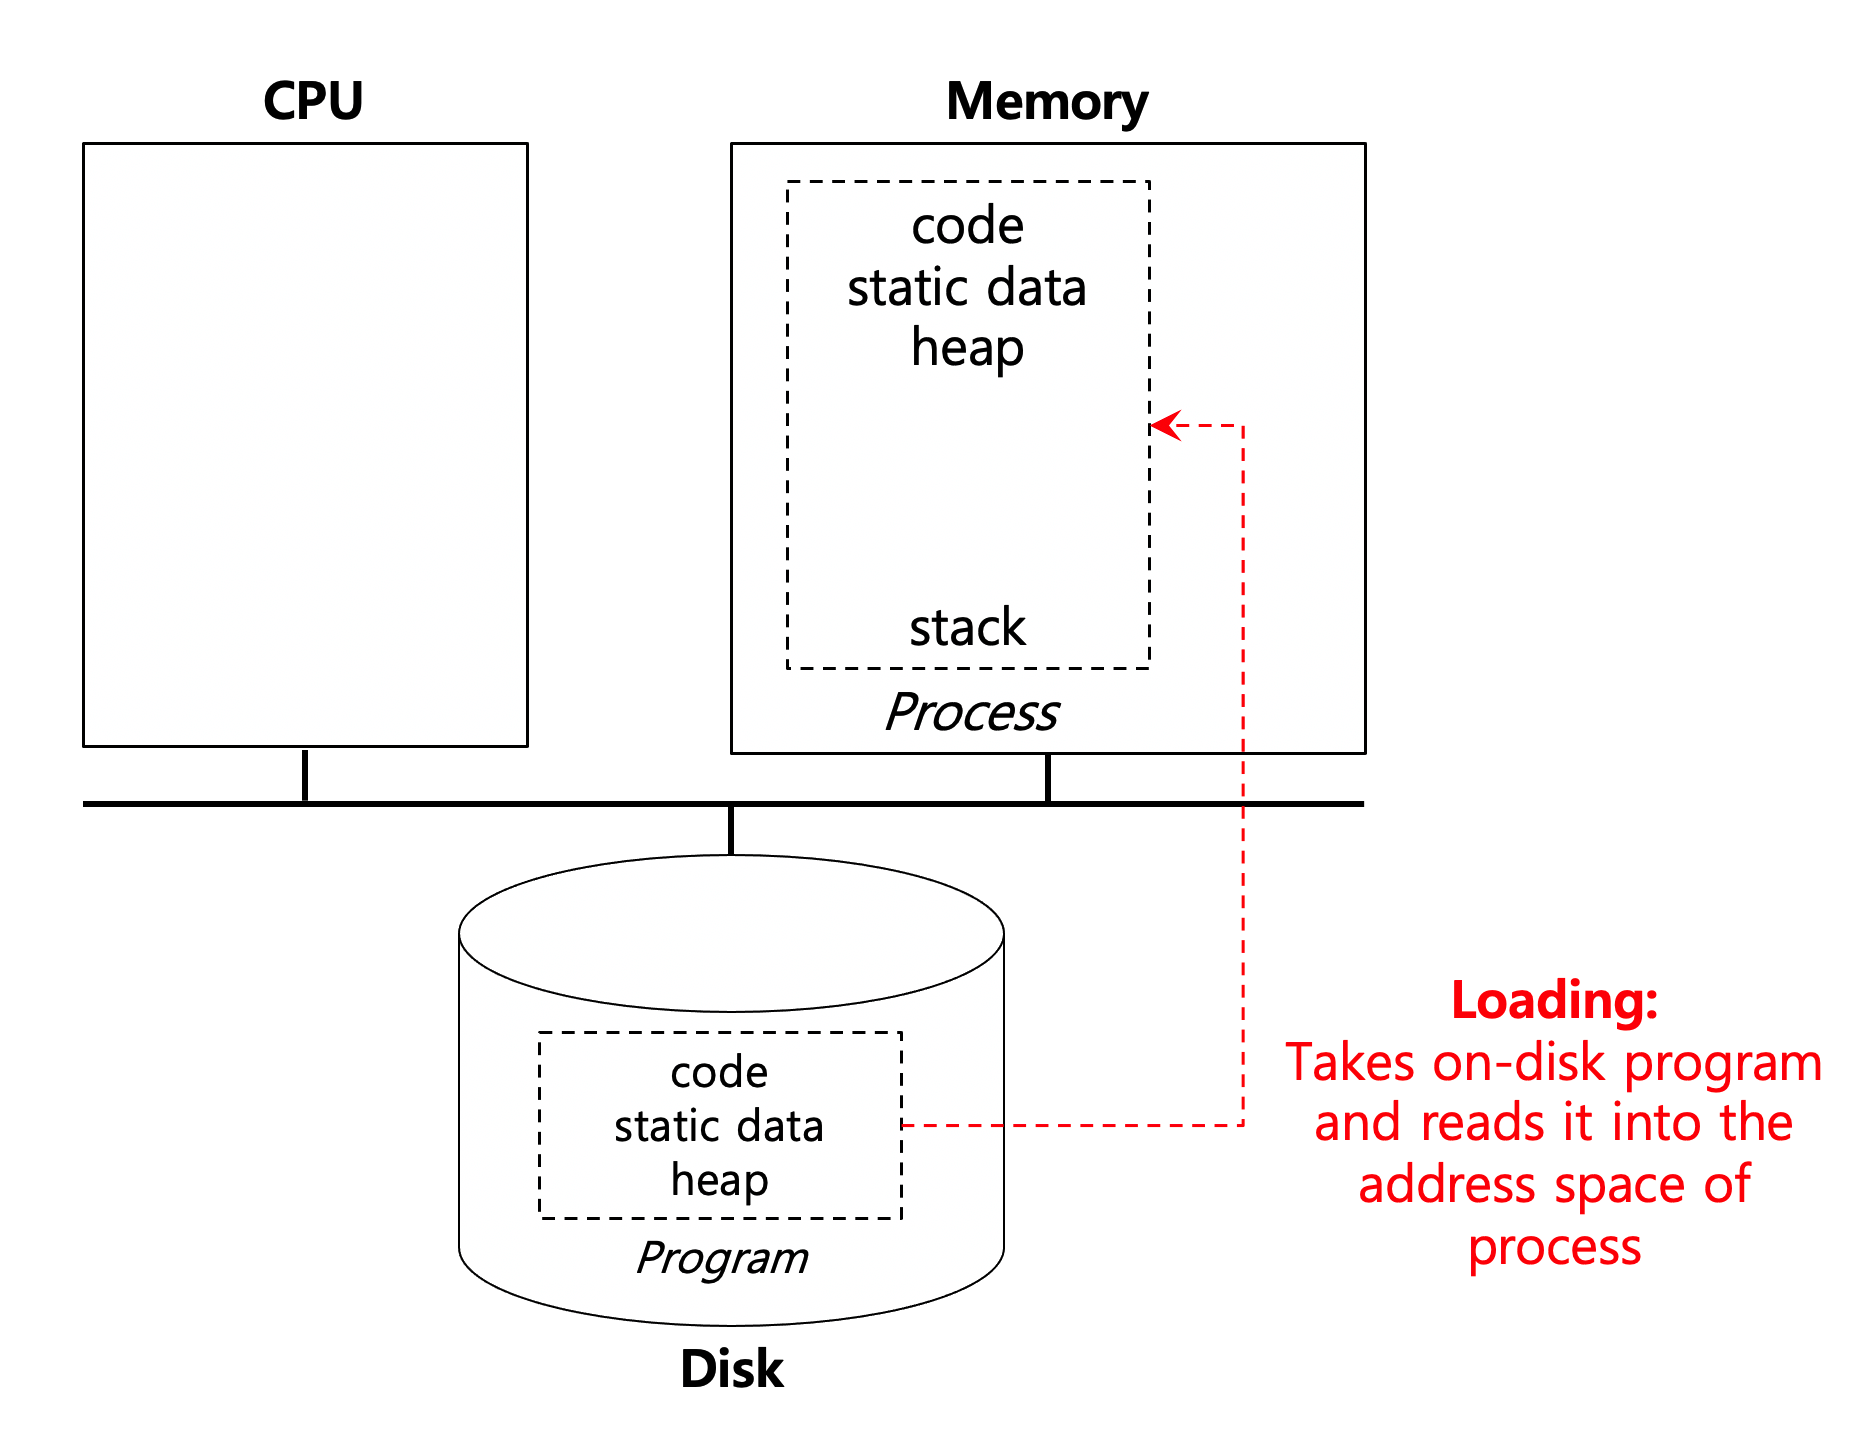 CPU
Memory
code
static data
heap
stack
Process
code
static data
heap
Program
Disk
Loading:
Takes on-disk program
and reads it into the
address space of
process